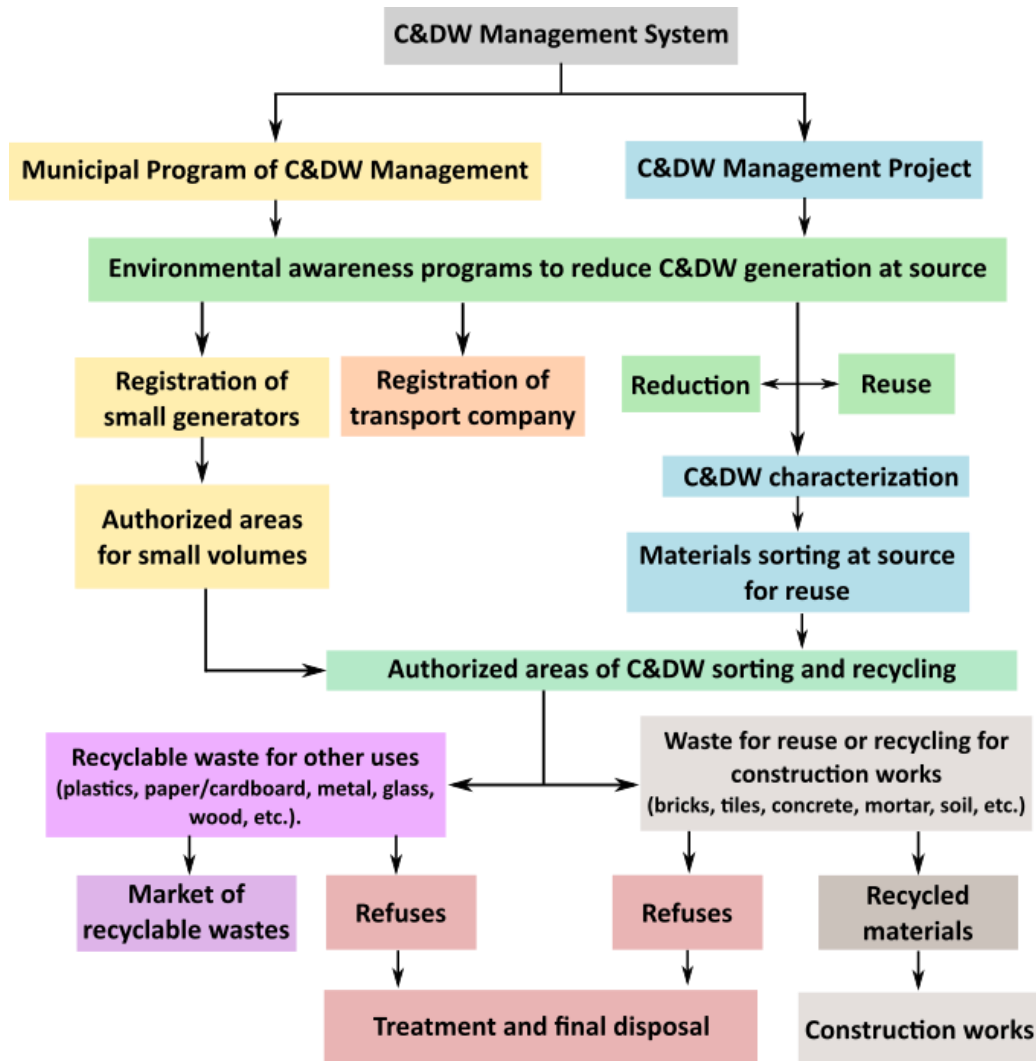 C&DW Management System
Municipal Program of C&DW Management
C&DW Management Project
Environmental awareness programs to reduce C&DW generation at source
Registration of
small generators
Registration of
transport company
Reduction
Reuse
C&DW characterization
Authorized areas
for small volumes
Materials sorting at source
for reuse
Authorized areas of C&DW sorting and recycling
Recyclable waste for other uses
(plastics, paper/cardboard, metal, glass,
wood, etc.).
Waste for reuse or recycling for
construction works
(bricks, tiles, concrete, mortar, soil, etc.)
Market of
recyclable wastes
Refuses
Refuses
Recycled
materials
Treatment and final disposal
Construction works